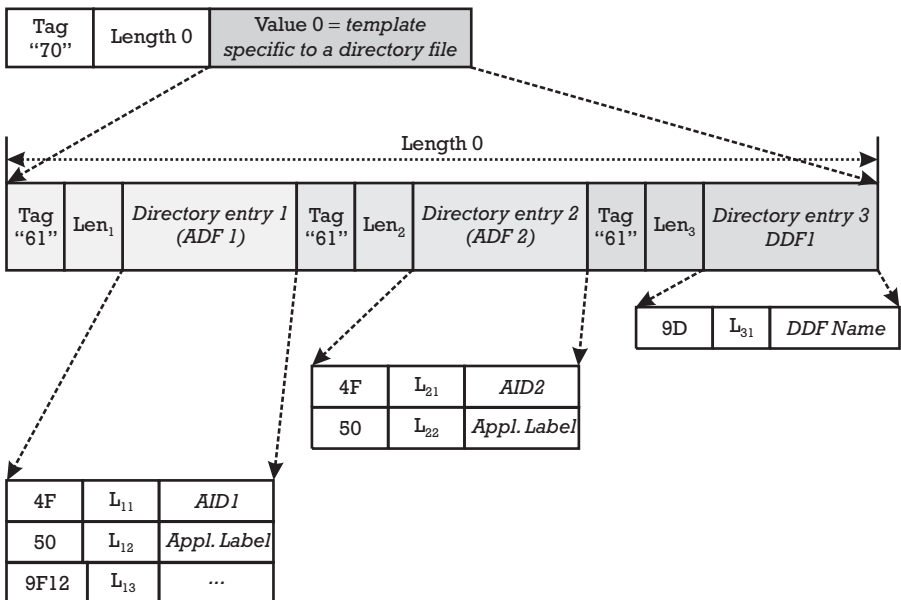 Tag "70" Length 0 Value 0 = template specific to a directory file
Length 0
Tag "61" Len₁ Directory entry 1 (ADF 1) Tag "61" Len₂ Directory entry 2 (ADF 2) Tag "61" Len₃ Directory entry 3 DDF1
9D L₃₁ DDF Name
4F L₂₁ AID2
50 L₂₂ Appl. Label
4F L₁₁ AID1
50 L₁₂ Appl. Label
9F12 L₁₃ ...